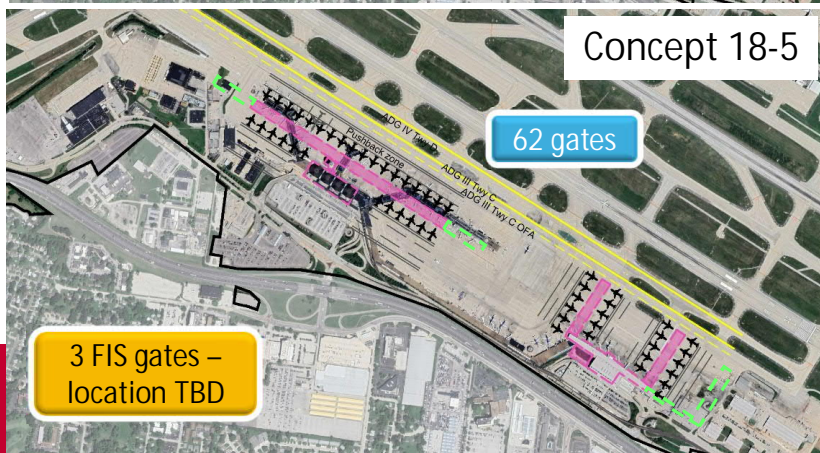 Concept 18-5
62 gates
ADG IV Twy D
Pushback zone
ADG III Twy C
ADG III Twy C OFA
3 FIS gates –
location TBD